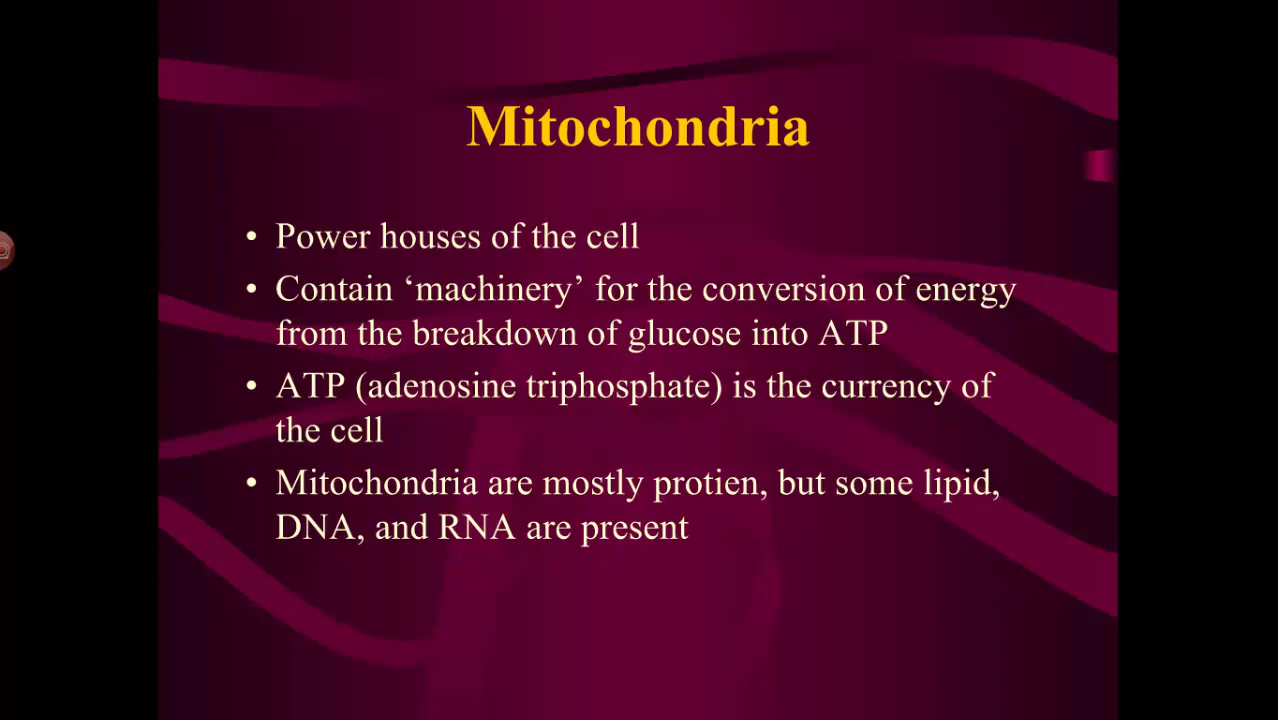 Mitochondria
• Power houses of the cell
• Contain ‘machinery’ for the conversion of energy
from the breakdown of glucose into ATP
• ATP (adenosine triphosphate) is the currency of
the cell
• Mitochondria are mostly protien, but some lipid,
DNA, and RNA are present